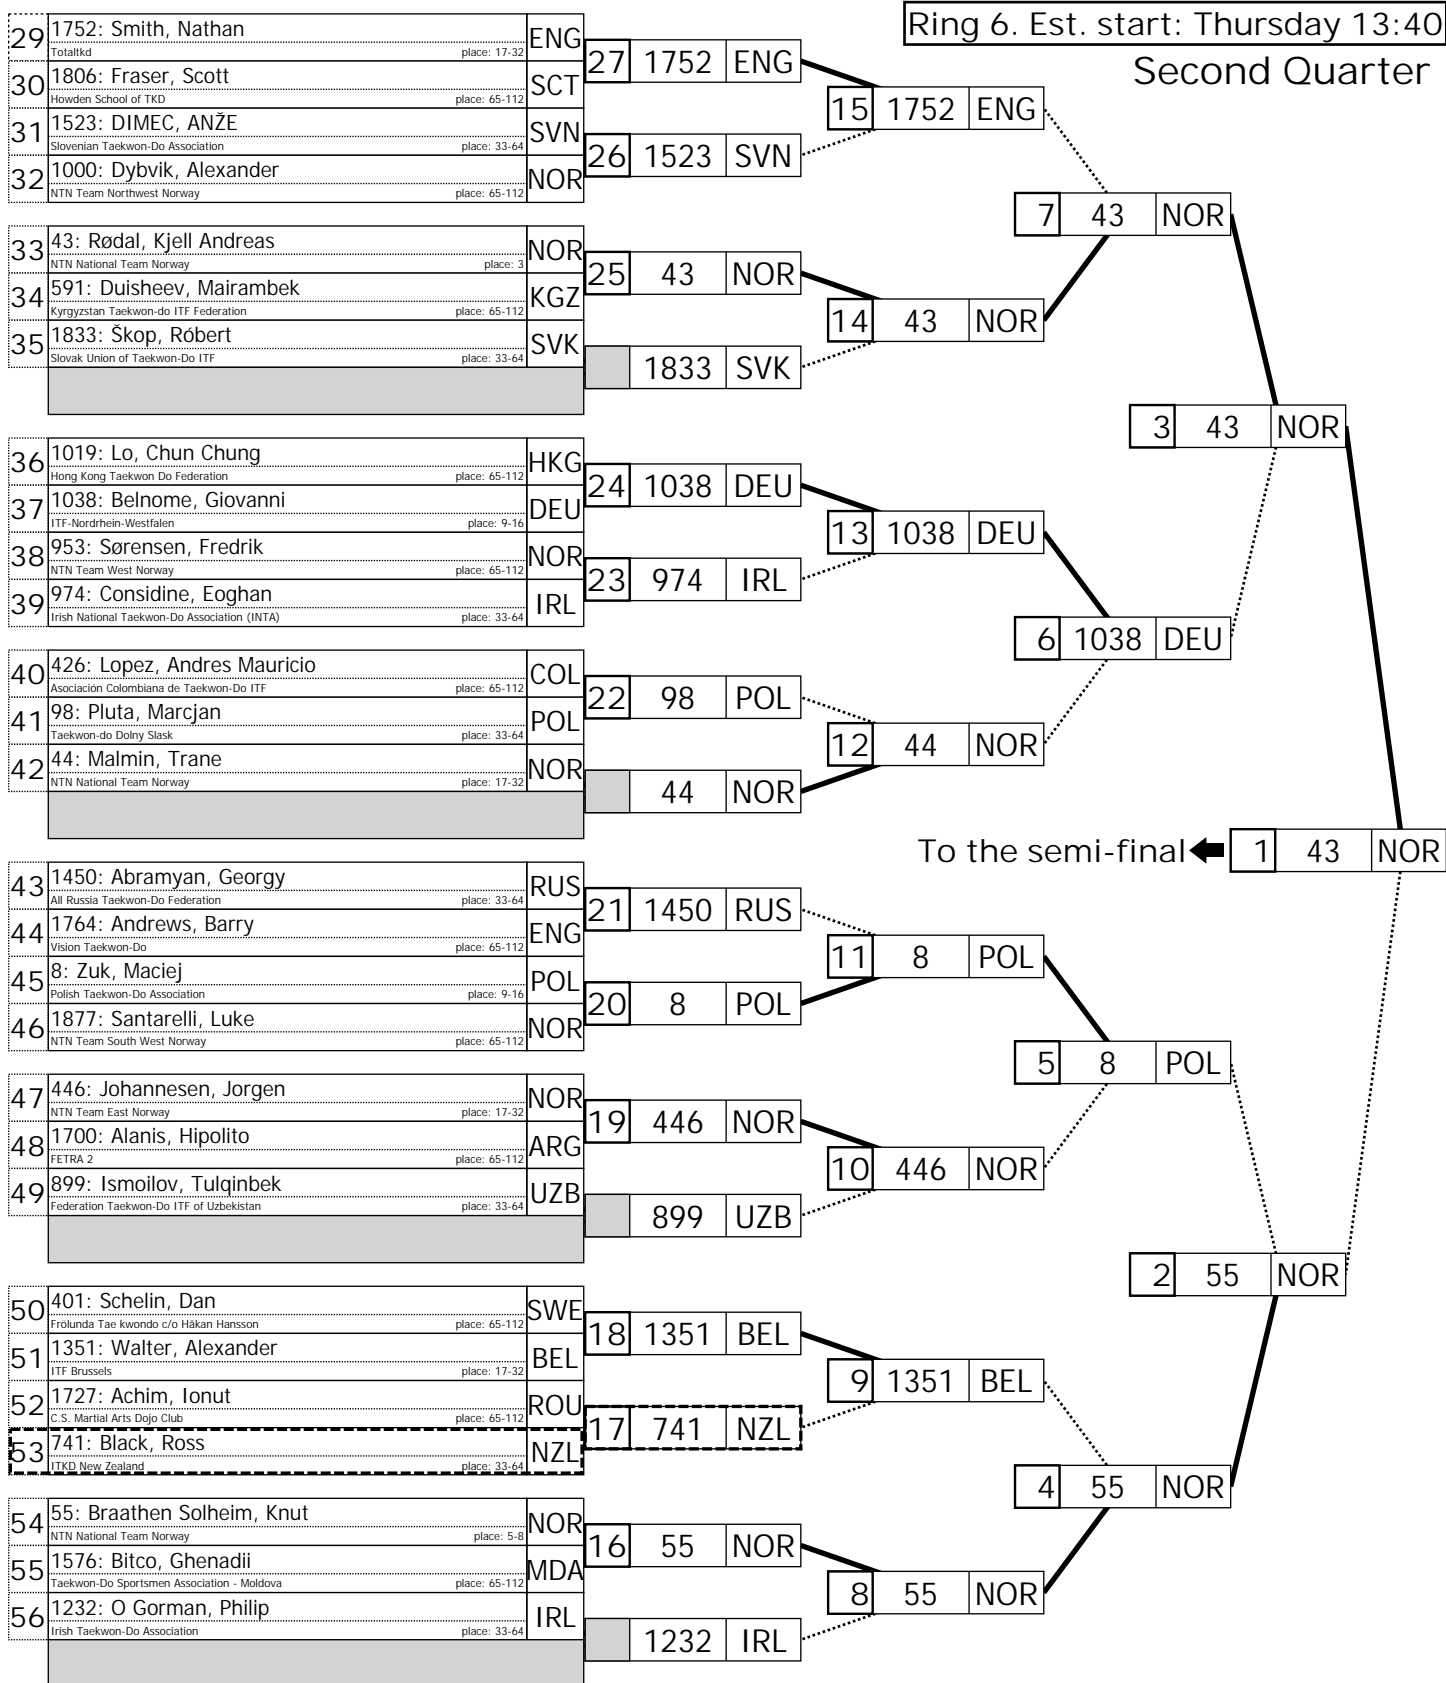 Ring 6. Est. start: Thursday 13:40
Second Quarter
29 1752: Smith, Nathan ENG
Totaltkd place: 17-32
30 1806: Fraser, Scott SCT
Howden School of TKD place: 65-112
31 1523: DIMEC, ANŽE SVN
Slovenian Taekwon-Do Association place: 33-64
32 1000: Dybvik, Alexander NOR
NTN Team Northwest Norway place: 65-112
27 1752 ENG
26 1523 SVN
15 1752 ENG
33 43: Rødal, Kjell Andreas NOR
NTN National Team Norway place: 3
34 591: Duisheev, Mairambek KGZ
Kyrgyzstan Taekwon-do ITF Federation place: 65-112
35 1833: Škop, Róbert SVK
Slovak Union of Taekwon-Do ITF place: 33-64
25 43 NOR
1833 SVK
14 43 NOR
7 43 NOR
36 1019: Lo, Chun Chung HKG
Hong Kong Taekwon Do Federation place: 65-112
37 1038: Belnome, Giovanni DEU
ITF-Nordrhein-Westfalen place: 9-16
38 953: Sørensen, Fredrik NOR
NTN Team West Norway place: 65-112
39 974: Considine, Eoghan IRL
Irish National Taekwon-Do Association (INTA) place: 33-64
24 1038 DEU
23 974 IRL
13 1038 DEU
40 426: Lopez, Andres Mauricio COL
Asociación Colombiana de Taekwon-Do ITF place: 65-112
41 98: Pluta, Marcjan POL
Taekwon-do Dolny Slask place: 33-64
42 44: Malmin, Trane NOR
NTN National Team Norway place: 17-32
22 98 POL
44 NOR
12 44 NOR
6 1038 DEU
3 43 NOR
To the semi-final
1 43 NOR
43 1450: Abramyan, Georgy RUS
All Russia Taekwon-Do Federation place: 33-64
44 1764: Andrews, Barry ENG
Vision Taekwon-Do place: 65-112
45 8: Zuk, Maciej POL
Polish Taekwon-Do Association place: 9-16
46 1877: Santarelli, Luke NOR
NTN Team South West Norway place: 65-112
21 1450 RUS
20 8 POL
11 8 POL
47 446: Johannesen, Jorgen NOR
NTN Team East Norway place: 17-32
48 1700: Alanis, Hipolito ARG
FETRA 2 place: 65-112
49 899: Ismoilov, Tulqinbek UZB
Federation Taekwon-Do ITF of Uzbekistan place: 33-64
19 446 NOR
899 UZB
10 446 NOR
5 8 POL
50 401: Schelin, Dan SWE
Frölunda Tae kwondo c/o Håkan Hansson place: 65-112
51 1351: Walter, Alexander BEL
ITF Brussels place: 17-32
52 1727: Achim, Ionut ROU
C.S. Martial Arts Dojo Club place: 65-112
53 741: Black, Ross NZL
ITKD New Zealand place: 33-64
18 1351 BEL
17 741 NZL
9 1351 BEL
54 55: Braathen Solheim, Knut NOR
NTN National Team Norway place: 5-8
55 1576: Bitco, Ghenadii MDA
Taekwon-Do Sportsmen Association - Moldova place: 65-112
56 1232: O Gorman, Philip IRL
Irish Taekwon-Do Association place: 33-64
16 55 NOR
1232 IRL
8 55 NOR
4 55 NOR
2 55 NOR